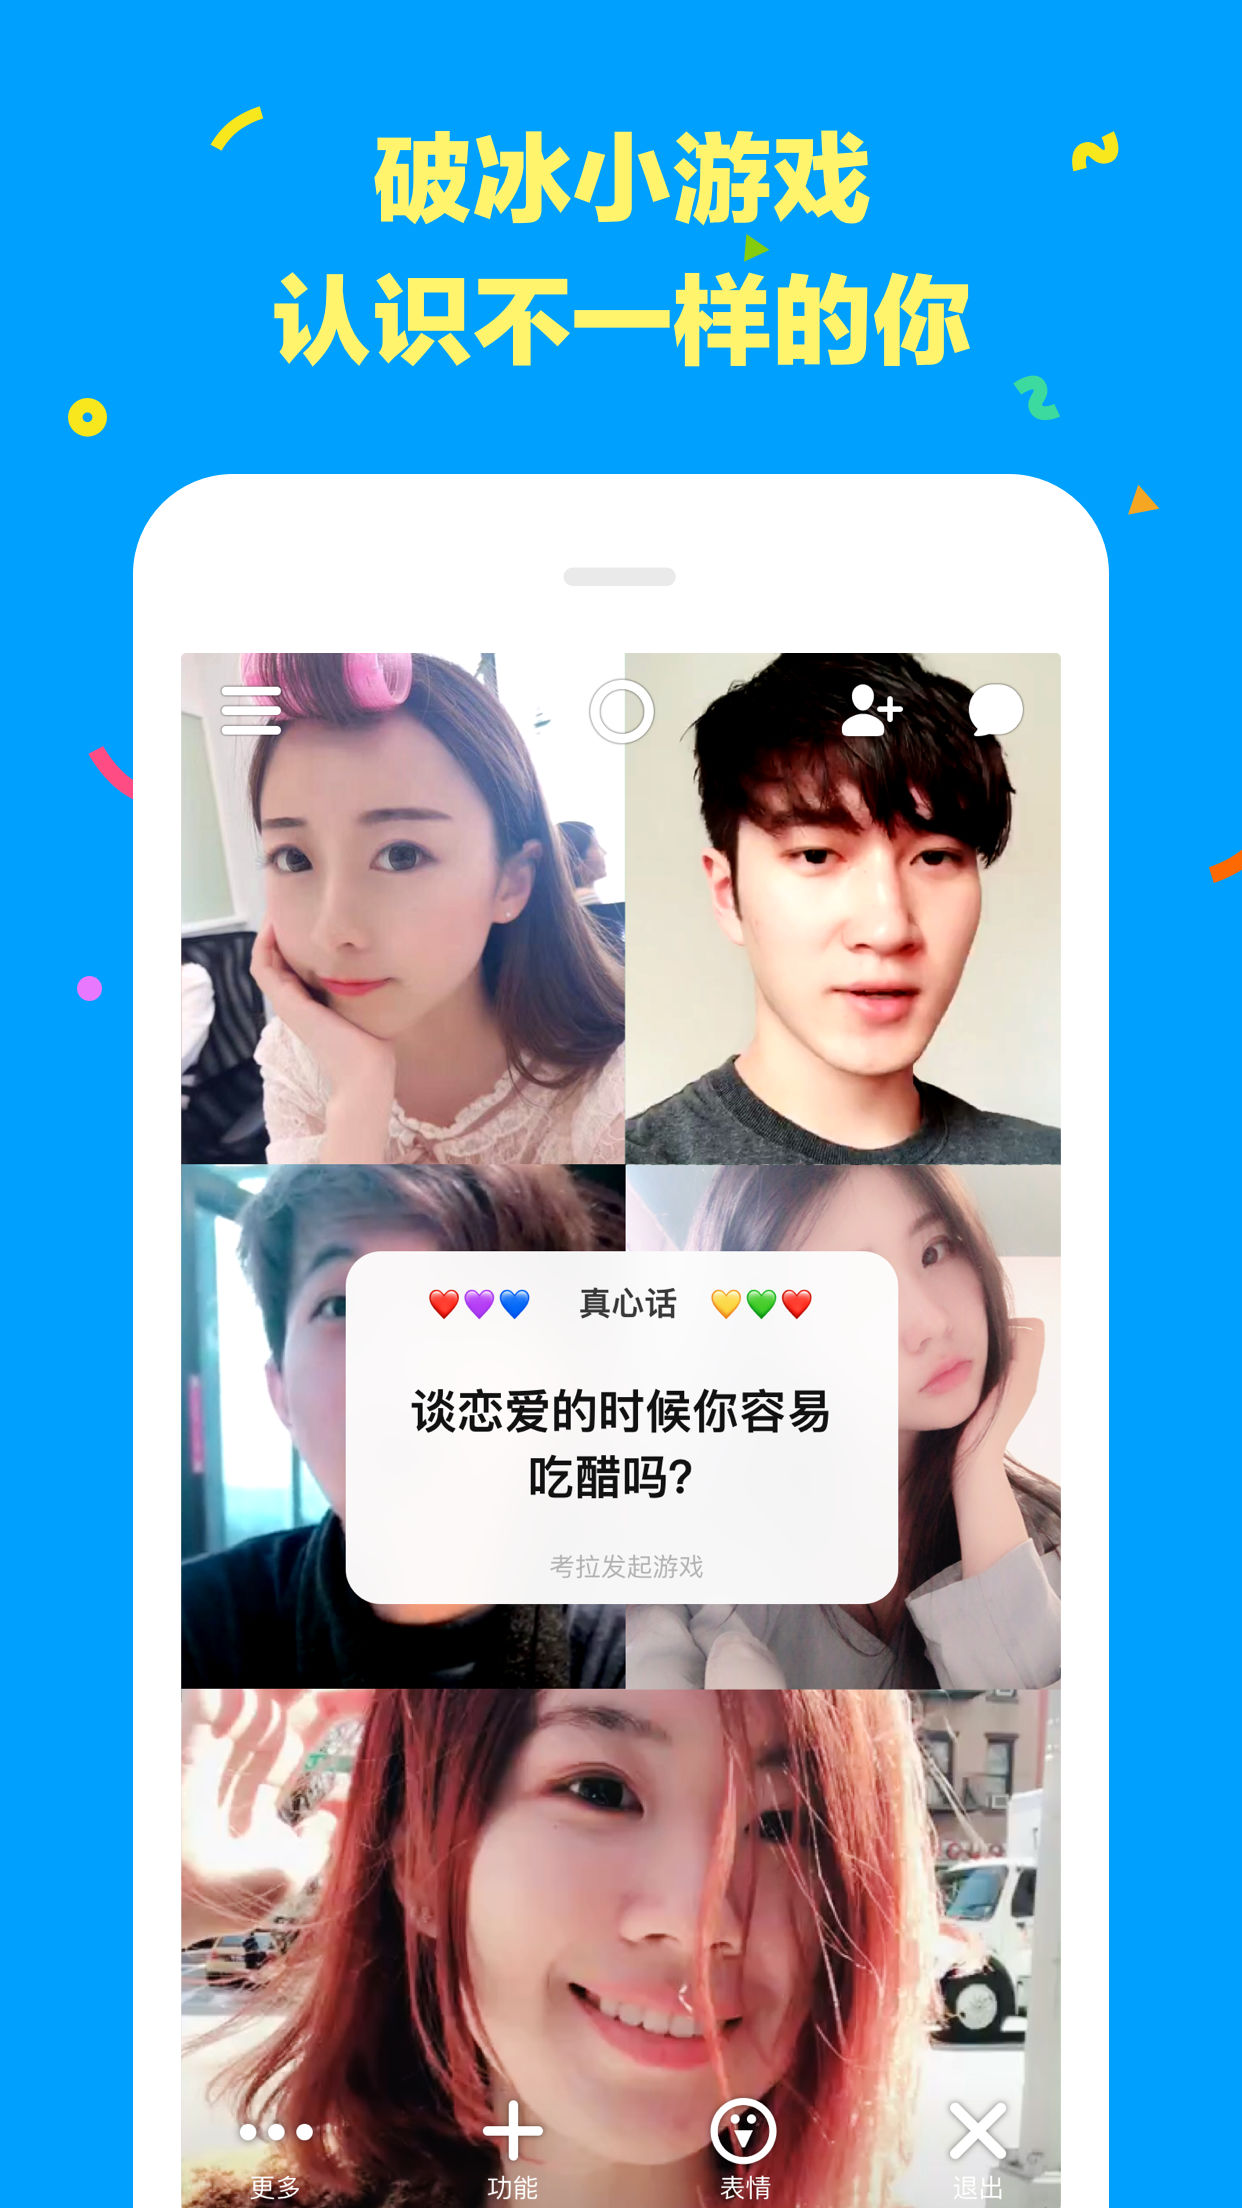 破冰小游戏
认识不一样的你
❤️💜💙 真心话 💛💚❤️
谈恋爱的时候你容易
吃醋吗?
考拉发起游戏
更多 功能 表情 退出